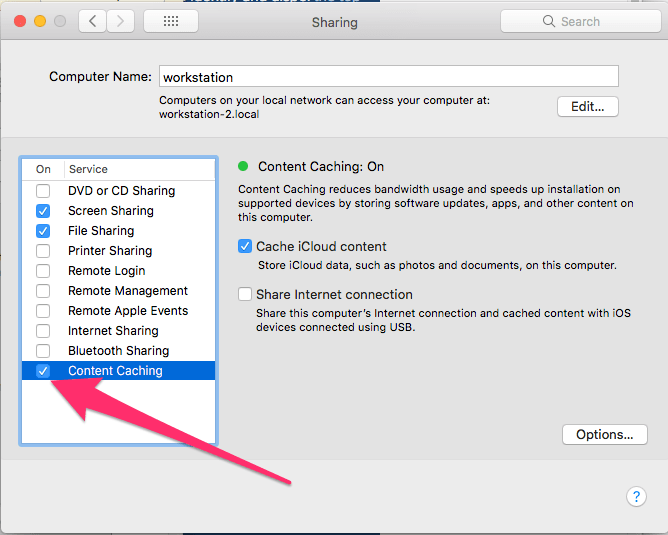 Sharing
Search
Computer Name: workstation
Computers on your local network can access your computer at:
workstation-2.local
Edit...
On Service
DVD or CD Sharing
Screen Sharing
File Sharing
Printer Sharing
Remote Login
Remote Management
Remote Apple Events
Internet Sharing
Bluetooth Sharing
Content Caching
Content Caching: On
Content Caching reduces bandwidth usage and speeds up installation on
supported devices by storing software updates, apps, and other content on
this computer.
Cache iCloud content
Store iCloud data, such as photos and documents, on this computer.
Share Internet connection
Share this computer's Internet connection and cached content with iOS
devices connected using USB.
Options...
?